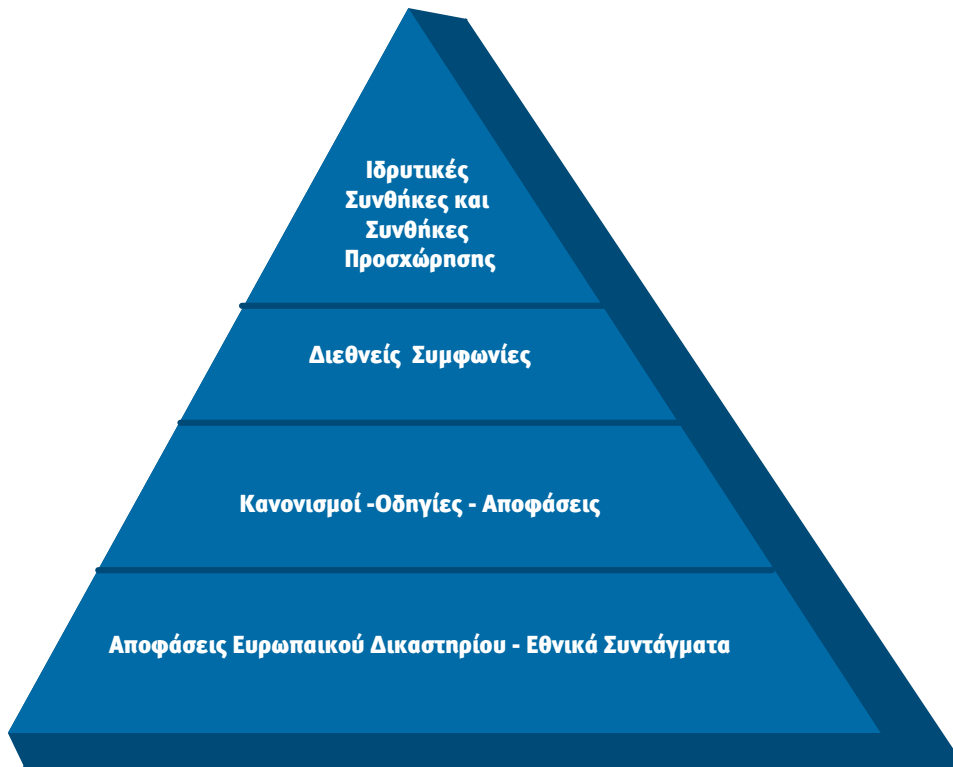 Ιδρυτικές
Συνθήκες και
Συνθήκες
Προσχώρησης
Διεθνείς Συμφωνίες
Κανονισμοί -Οδηγίες - Αποφάσεις
Αποφάσεις Ευρωπαικού Δικαστηρίου - Εθνικά Συντάγματα